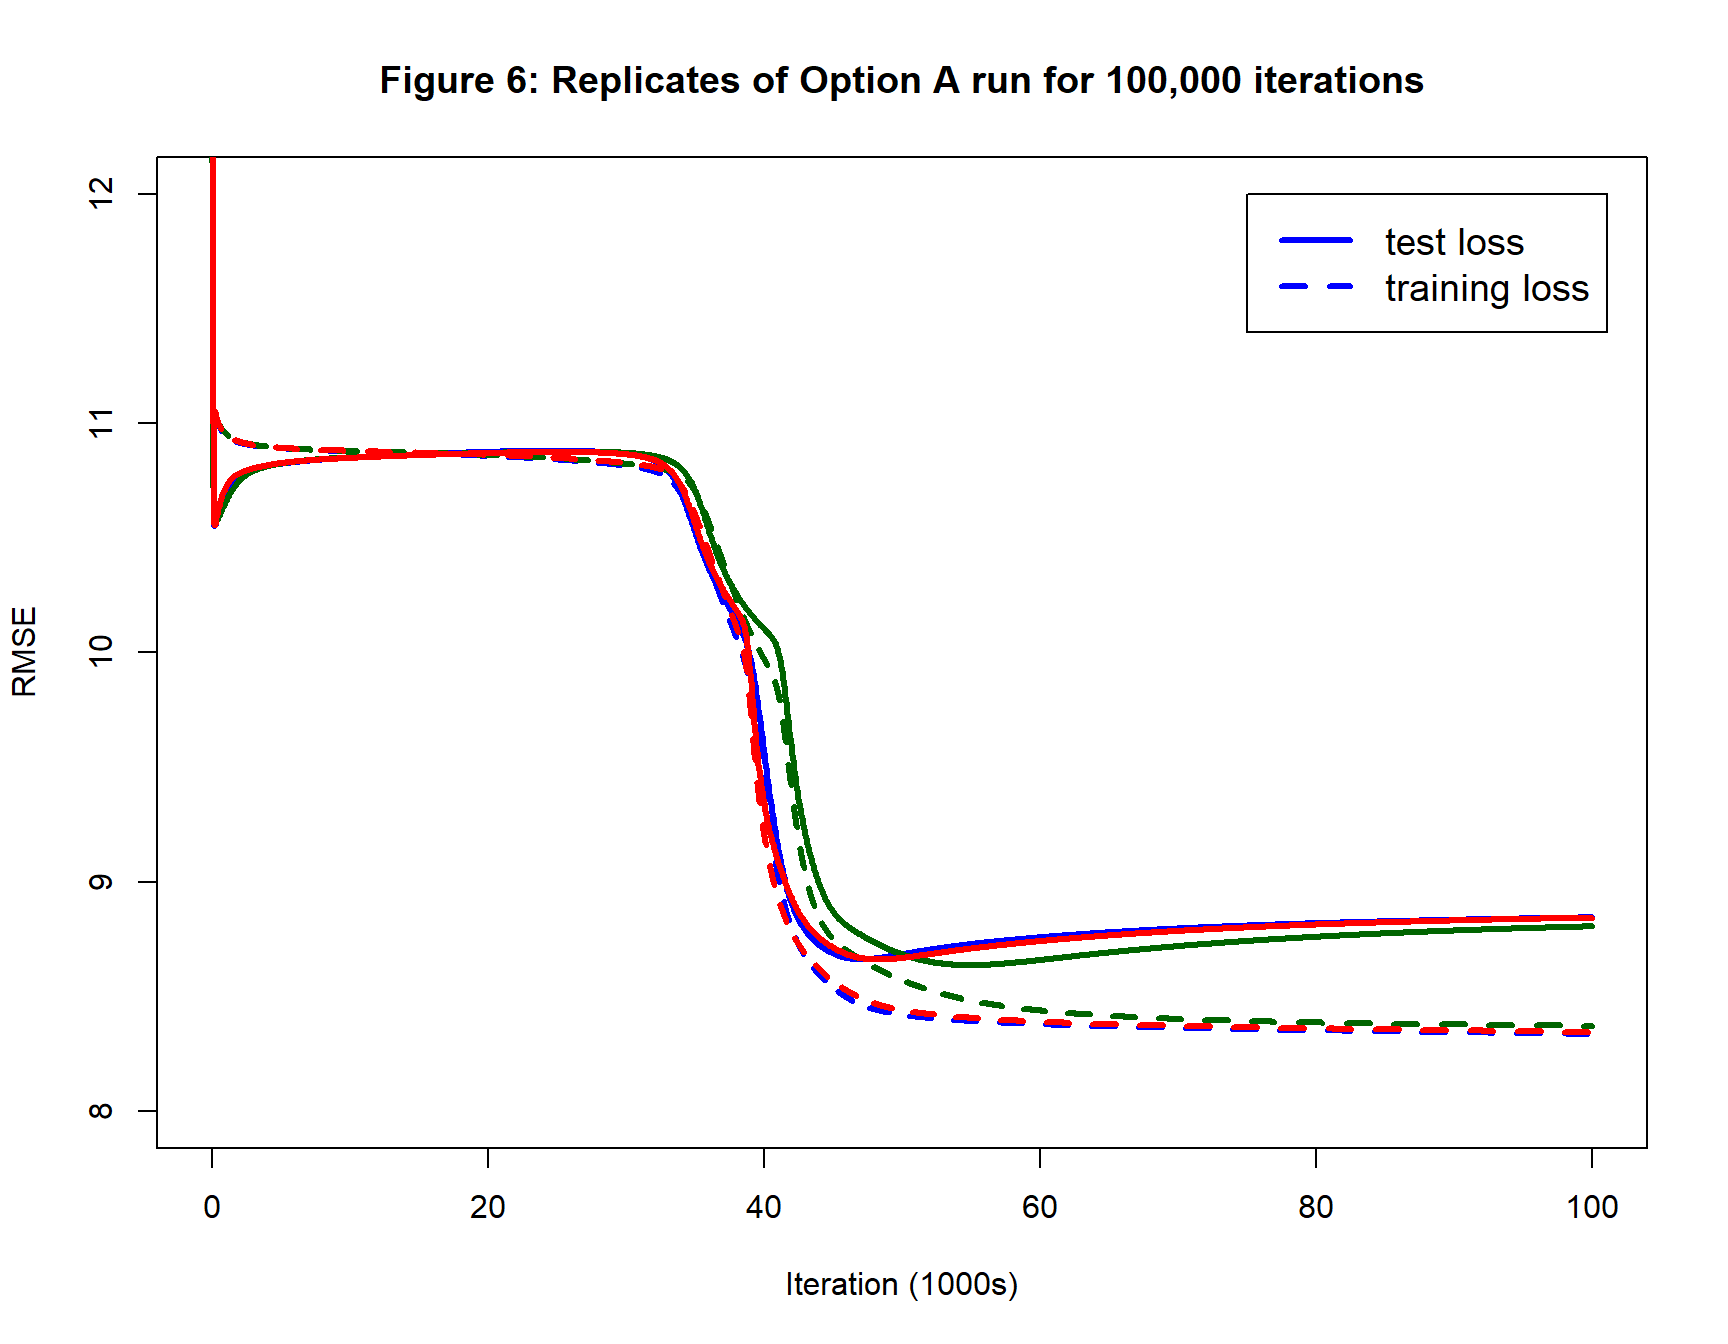 Figure 6: Replicates of Option A run for 100,000 iterations
12
11
10
9
8
RMSE
test loss
training loss
0 20 40 60 80 100
Iteration (1000s)